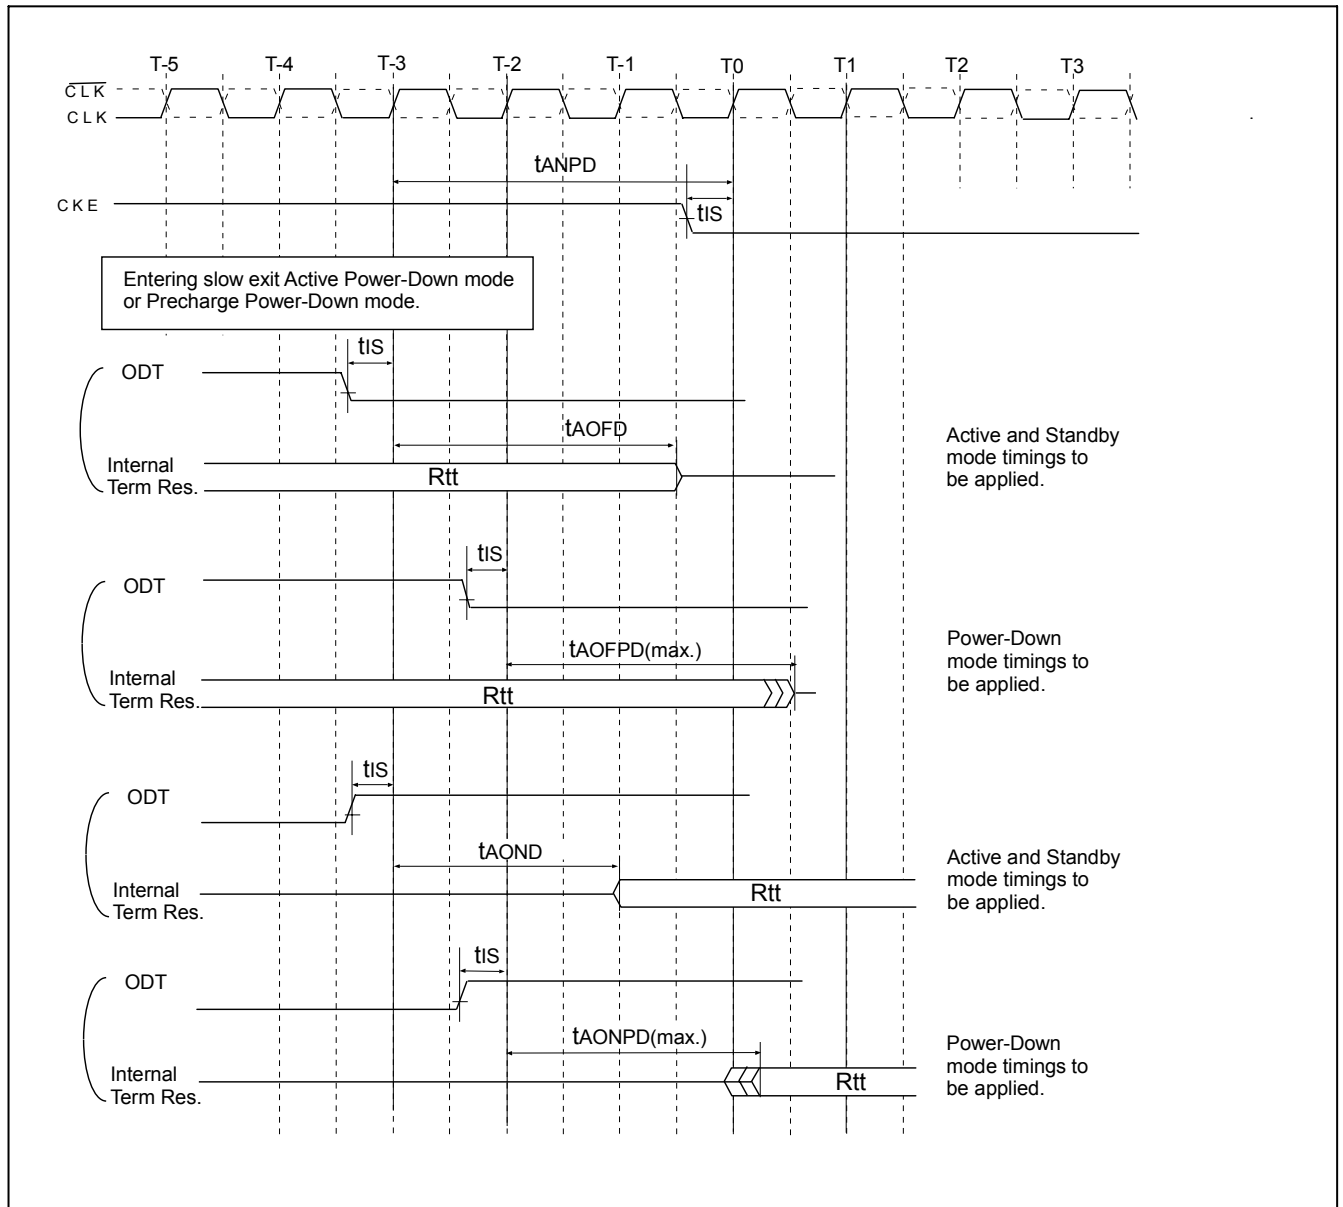 T-5 T-4 T-3 T-2 T-1 T0 T1 T2 T3
CLK
CLK
tANPD
CKE
tIS
Entering slow exit Active Power-Down mode
or Precharge Power-Down mode.
tIS
ODT
tAOFD
Active and Standby
mode timings to
be applied.
Internal
Term Res.
Rtt
tIS
ODT
tAOFPD(max.)
Power-Down
mode timings to
be applied.
Internal
Term Res.
Rtt
tIS
ODT
tAOND
Active and Standby
mode timings to
be applied.
Internal
Term Res.
Rtt
tIS
ODT
tAONPD(max.)
Power-Down
mode timings to
be applied.
Internal
Term Res.
Rtt